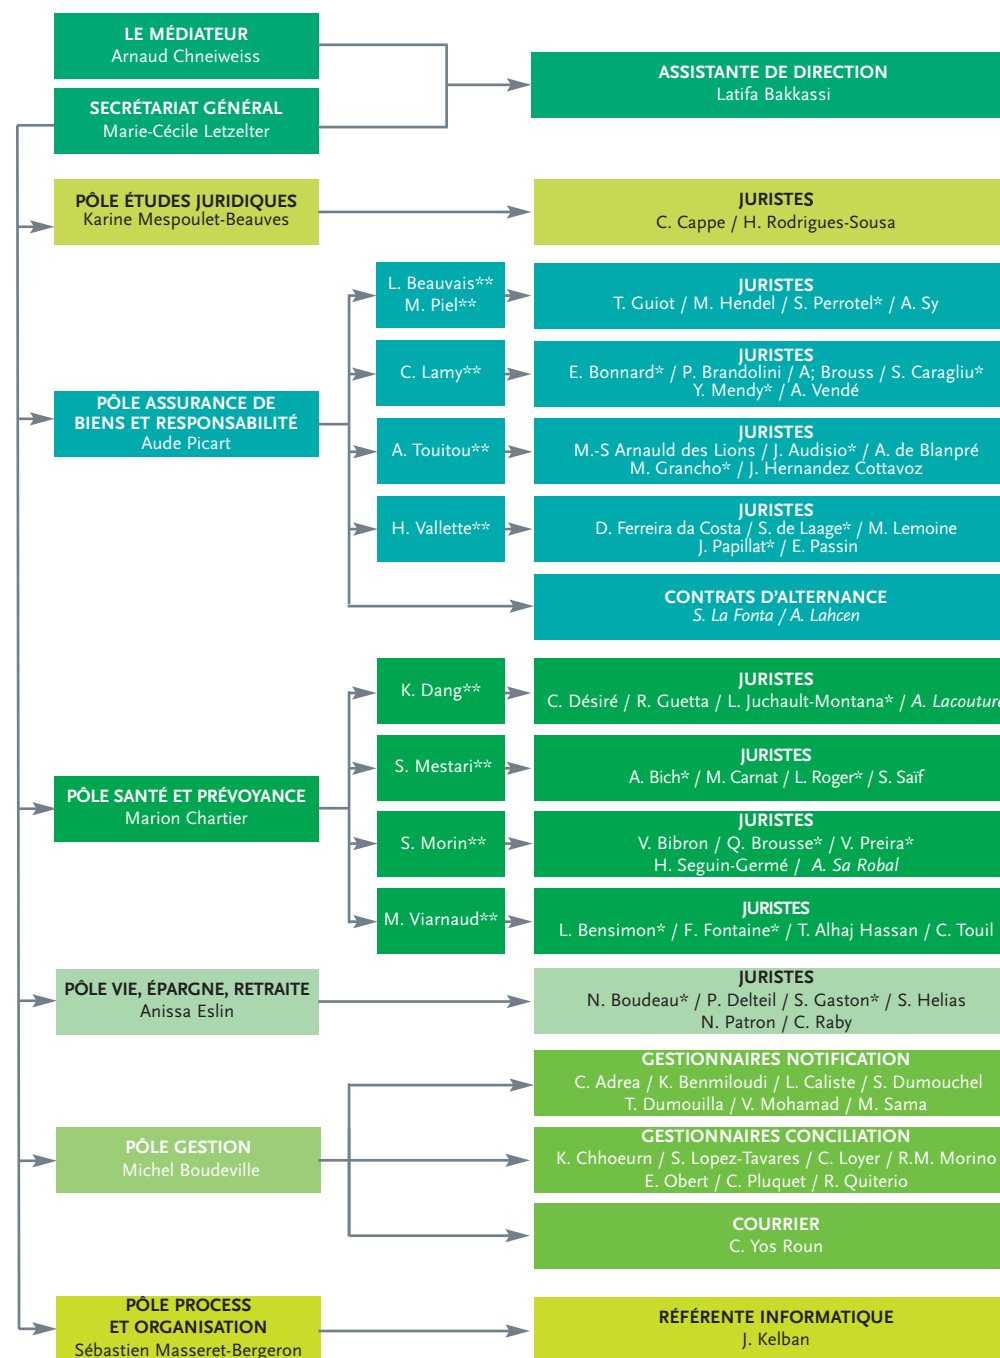 LE MÉDIATEUR
Arnaud Chneiweiss
SECRÉTARIAT GÉNÉRAL
Marie-Cécile Letzelter
ASSISTANTE DE DIRECTION
Latifa Bakkassi
PÔLE ÉTUDES JURIDIQUES
Karine Mespoulet-Beauves
JURISTES
C. Cappe / H. Rodrigues-Sousa
PÔLE ASSURANCE DE
BIENS ET RESPONSABILITÉ
Aude Picart
L. Beauvais**
M. Piel**
JURISTES
T. Guiot / M. Hendel / S. Perrotel* / A. Sy
C. Lamy**
JURISTES
E. Bonnard* / P. Brandolini / A; Brouss / S. Caragliu*
Y. Mendy* / A. Vendé
A. Touitou**
JURISTES
M.-S Arnauld des Lions / J. Audisio* / A. de Blanpré
M. Grancho* / J. Hernandez Cottavoz
H. Vallette**
JURISTES
D. Ferreira da Costa / S. de Laage* / M. Lemoine
J. Papillat* / E. Passin
CONTRATS D’ALTERNANCE
S. La Fonta / A. Lahcen
PÔLE SANTÉ ET PRÉVOYANCE
Marion Chartier
K. Dang**
JURISTES
C. Désiré / R. Guetta / L. Juchault-Montana* / A. Lacouture
S. Mestari**
JURISTES
A. Bich* / M. Carnat / L. Roger* / S. Saïf
S. Morin**
JURISTES
V. Bibron / Q. Brousse* / V. Preira*
H. Seguin-Germé / A. Sa Robal
M. Viarnaud**
JURISTES
L. Bensimon* / F. Fontaine* / T. Alhaj Hassan / C. Touil
PÔLE VIE, ÉPARGNE, RETRAITE
Anissa Eslin
JURISTES
N. Boudeau* / P. Delteil / S. Gaston* / S. Helias
N. Patron / C. Raby
PÔLE GESTION
Michel Boudeville
GESTIONNAIRES NOTIFICATION
C. Adrea / K. Benmiloudi / L. Caliste / S. Dumouchel
T. Dumouilla / V. Mohamad / M. Sama
GESTIONNAIRES CONCILIATION
K. Chhoeurn / S. Lopez-Tavares / C. Loyer / R.M. Morino
E. Obert / C. Pluquet / R. Quiterio
COURRIER
C. Yos Roun
PÔLE PROCESS
ET ORGANISATION
Sébastien Masseret-Bergeron
RÉFÉRENTE INFORMATIQUE
J. Kelban